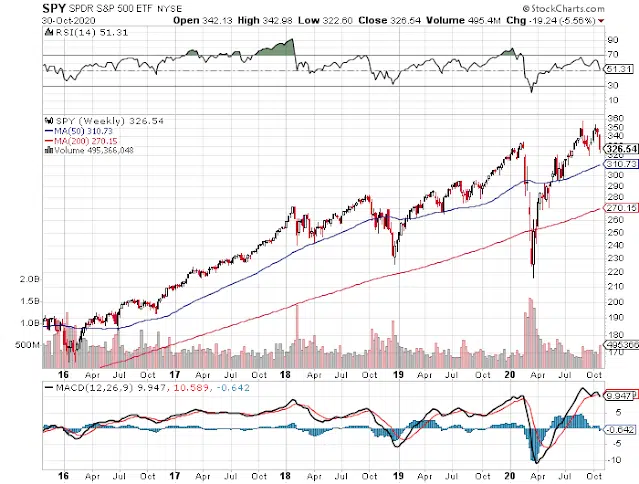 SPY SPDR S&P 500 ETF NYSE
© StockCharts.com
30-Oct-2020
Open 342.13 High 342.98 Low 322.60 Close 326.54 Volume 495.4M Chg -19.24 (-5.56%)
RSI(14) 51.31
90
70
51.31
30
10
SPY (Weekly) 326.54
MA(50) 310.73
MA(200) 270.15
Volume 495,366,048
360
350
340
326.54
320
310.73
300
290
280
270.15
260
250
240
230
220
210
200
190
180
170
2.0B
1.5B
1.0B
500M
495366
16 Apr Jul Oct 17 Apr Jul Oct 18 Apr Jul Oct 19 Apr Jul Oct 20 Apr Jul Oct
MACD(12,26,9) 9.947, 10.589, -0.642
9.947
5
-0.642
-5
-10
16 Apr Jul Oct 17 Apr Jul Oct 18 Apr Jul Oct 19 Apr Jul Oct 20 Apr Jul Oct